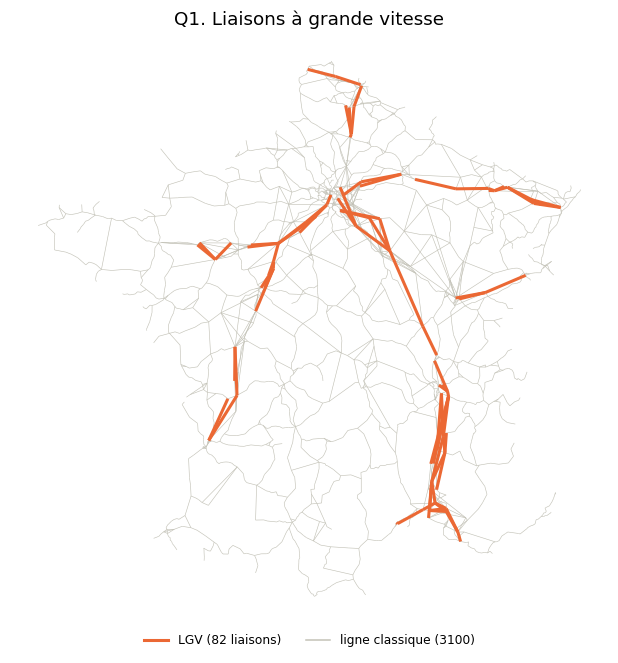 Q1. Liaisons à grande vitesse
LGV (82 liaisons)
ligne classique (3100)